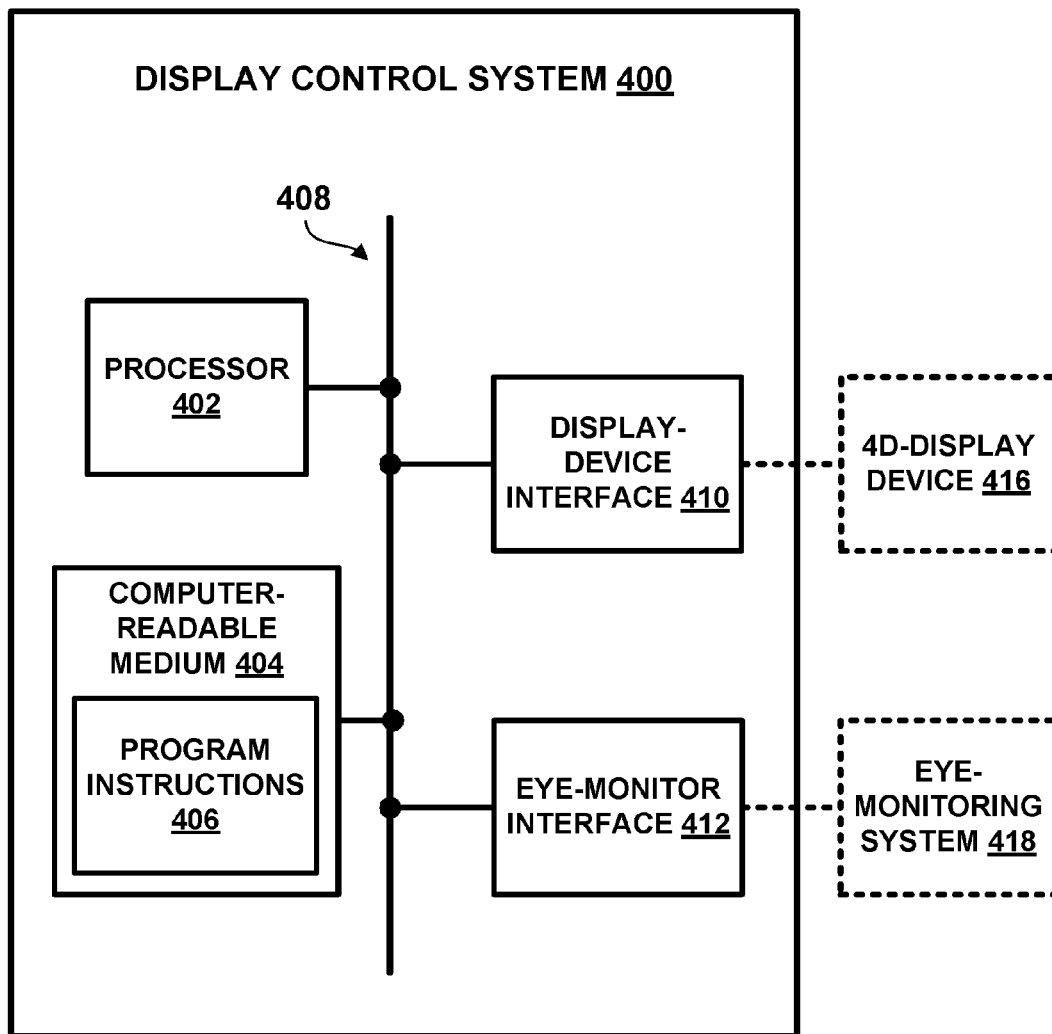 DISPLAY CONTROL SYSTEM 400
408
PROCESSOR
402
DISPLAY-
DEVICE
INTERFACE 410
4D-DISPLAY
DEVICE 416
COMPUTER-
READABLE
MEDIUM 404
PROGRAM
INSTRUCTIONS
406
EYE-MONITOR
INTERFACE 412
EYE-
MONITORING
SYSTEM 418